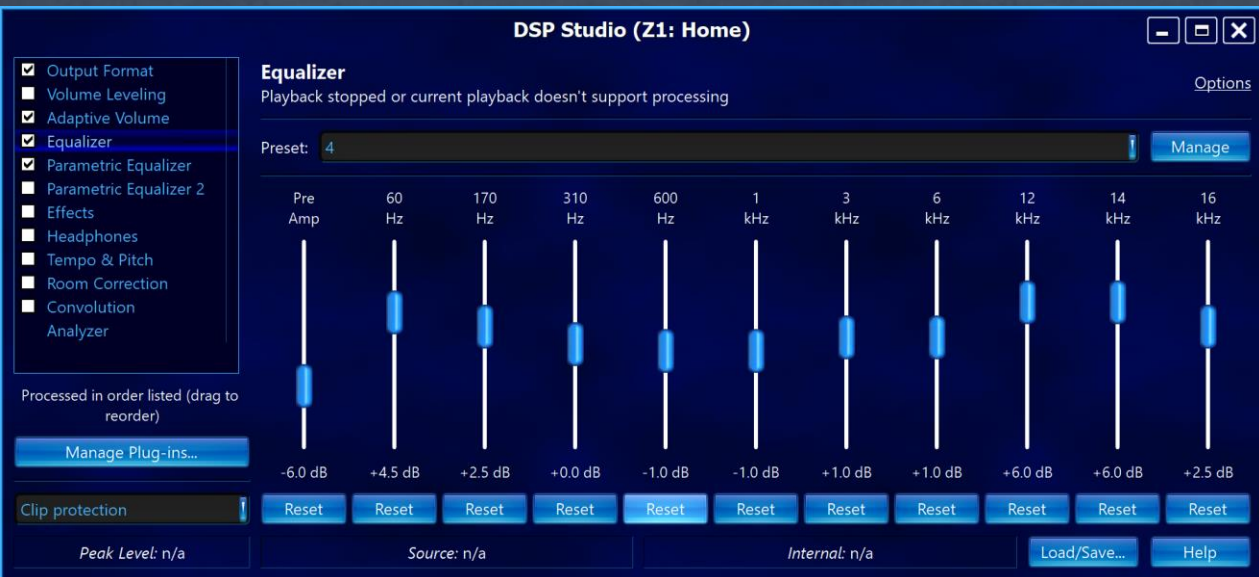 DSP Studio (Z1: Home)
Output Format
Volume Leveling
Adaptive Volume
Equalizer
Parametric Equalizer
Parametric Equalizer 2
Effects
Headphones
Tempo & Pitch
Room Correction
Convolution
Analyzer
Processed in order listed (drag to
reorder)
Manage Plug-ins...
Clip protection
Peak Level: n/a
Equalizer
Options
Playback stopped or current playback doesn't support processing
Preset: 4 Manage
Pre 60 170 310 600 1 3 6 12 14 16
Amp Hz Hz Hz Hz kHz kHz kHz kHz kHz kHz
-6.0 dB +4.5 dB +2.5 dB +0.0 dB -1.0 dB -1.0 dB +1.0 dB +1.0 dB +6.0 dB +6.0 dB +2.5 dB
Reset Reset Reset Reset Reset Reset Reset Reset Reset Reset Reset
Source: n/a Internal: n/a Load/Save... Help